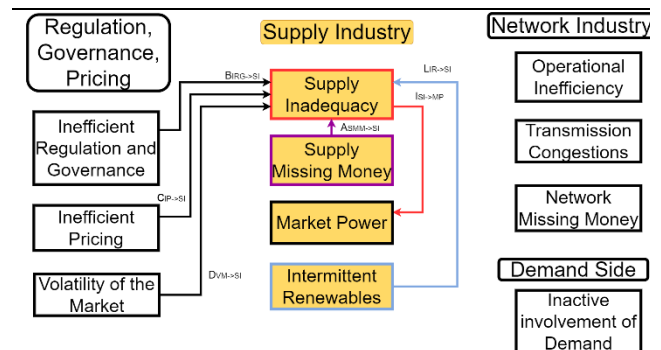 Regulation,
Governance,
Pricing
Inefficient
Regulation and
Governance
Inefficient
Pricing
Volatility of the
Market
BIRG->SI
CIP->SI
DVM->SI
Supply Industry
Supply
Inadequacy
ASMM->SI
Supply
Missing Money
Market Power
Intermittent
Renewables
LIR->SI
ISI->MP
Network Industry
Operational
Inefficiency
Transmission
Congestions
Network
Missing Money
Demand Side
Inactive
involvement of
Demand